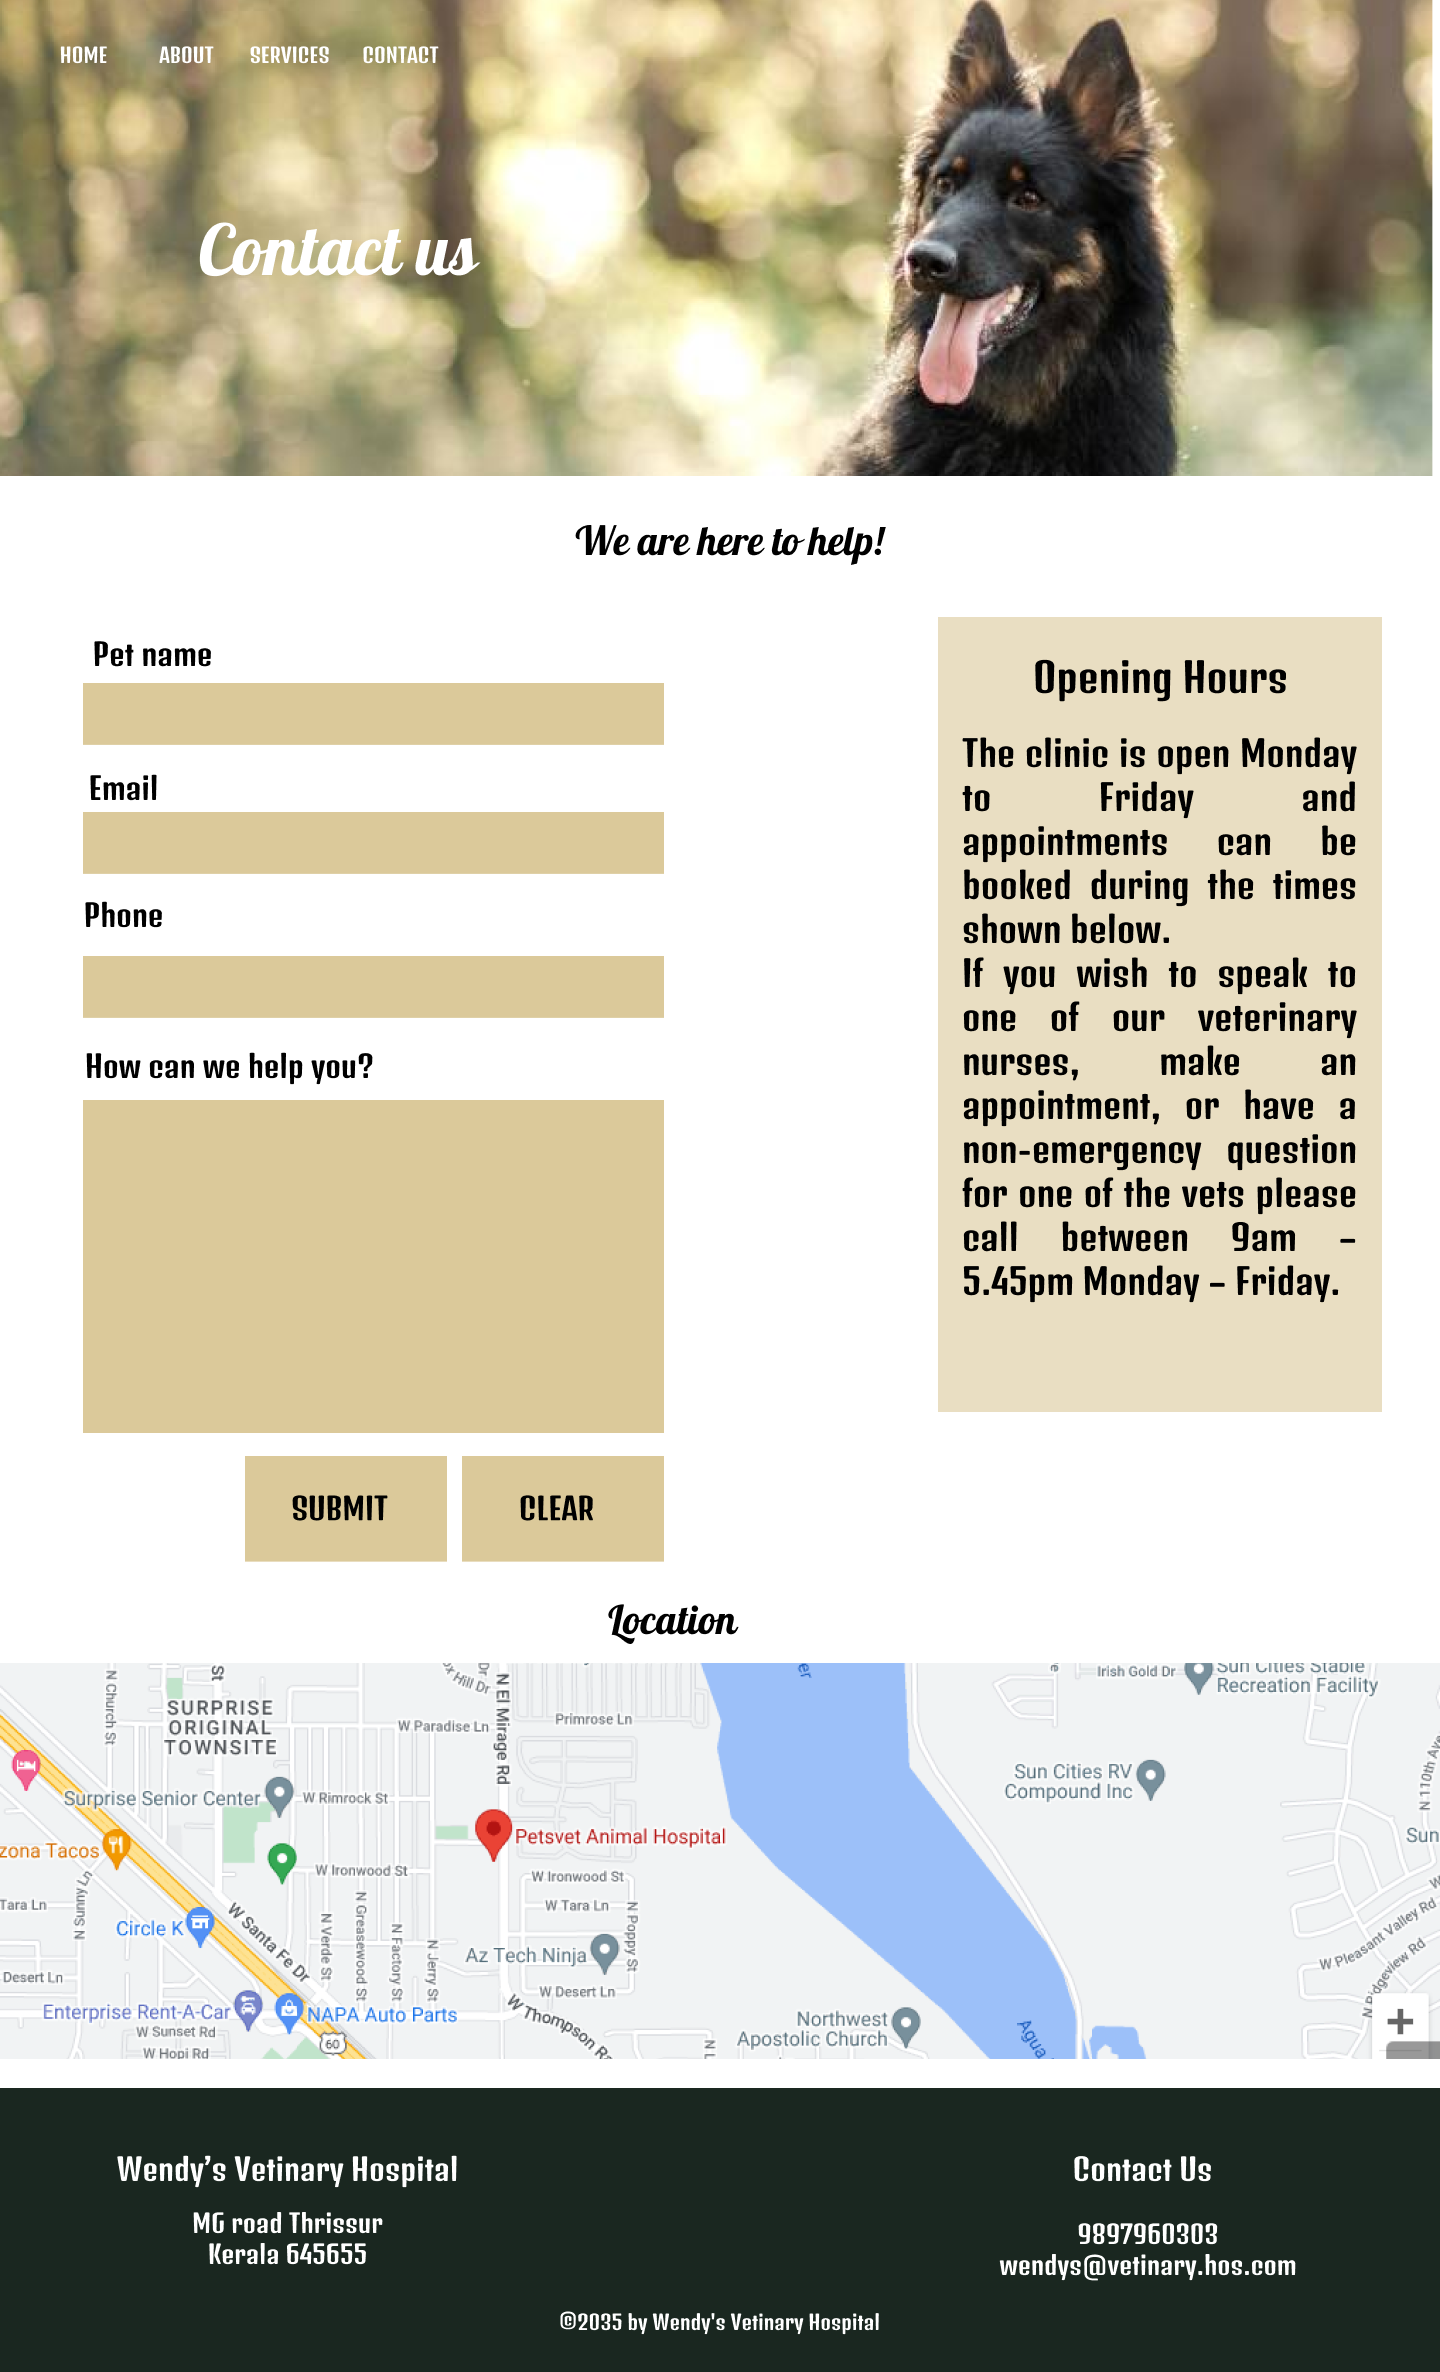 HOME ABOUT SERVICES CONTACT
Contact us
We are here to help!
Pet name
Email
Phone
How can we help you?
SUBMIT CLEAR
Opening Hours
The clinic is open Monday
to Friday and
appointments can be
booked during the times
shown below.
If you wish to speak to
one of our veterinary
nurses, make an
appointment, or have a
non-emergency question
for one of the vets please
call between 9am –
5.45pm Monday – Friday.
Location
St
N Church St
SURPRISE
ORIGINAL
TOWNSITE
Hill Dr
Dr
N El Mirage Rd
W Paradise Ln
Primrose Ln
Irish Gold Dr
Sun Cities Stable
Recreation Facility
Sun Cities RV
Compound Inc
N 110th Ave
Surprise Senior Center
W Rimrock St
zona Tacos
Petsvet Animal Hospital
Sun
W Ironwood St
W Ironwood St
Tara Ln
N Sunny Ln
Circle K
W Santa Fe Dr
N Verde St
N Greasewood St
N Factory St
N Jerry St
W Tara Ln
N Poppy St
Az Tech Ninja
W Pleasant Valley Rd
N Ridgeview Rd
Desert Ln
W Desert Ln
Enterprise Rent-A-Car
NAPA Auto Parts
W Thompson
Northwest
Apostolic Church
Agua
W Sunset Rd
60
W Hopi Rd
N L
+
Wendy’s Vetinary Hospital
MG road Thrissur
Kerala 645655
Contact Us
9897960303
wendys@vetinary.hos.com
©2035 by Wendy's Vetinary Hospital